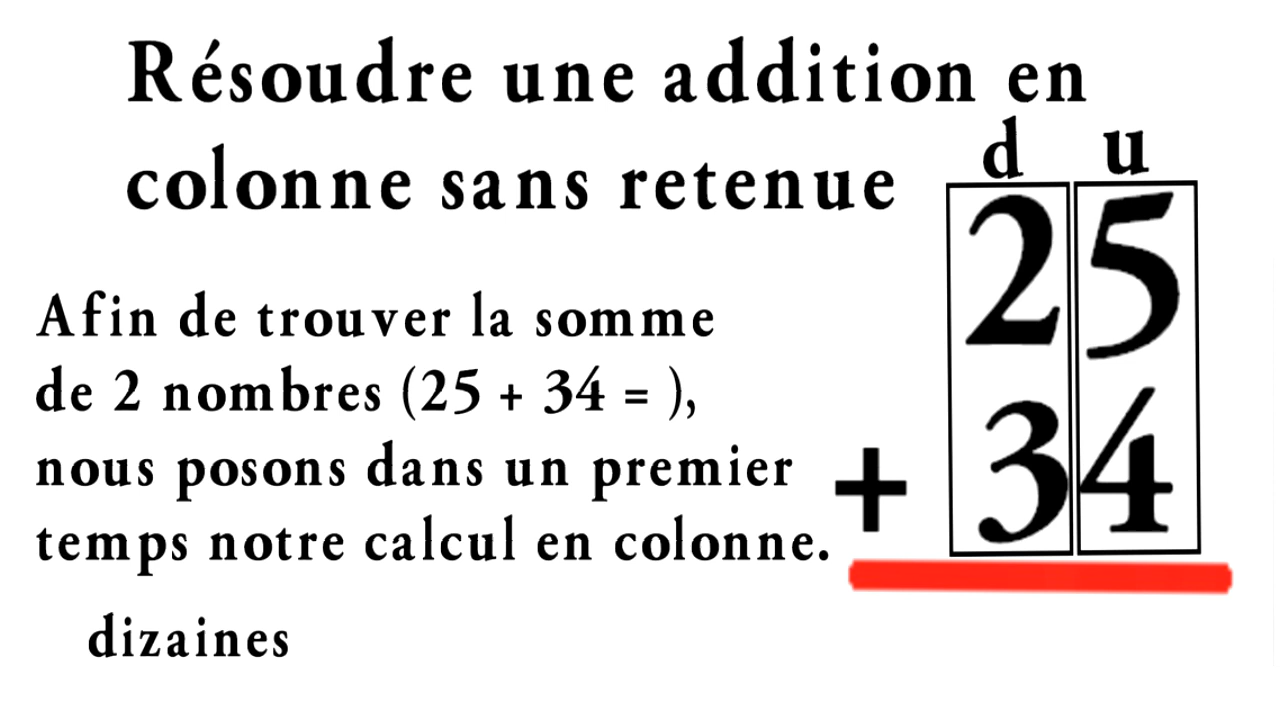 Résoudre une addition en
colonne sans retenue
d u
25
+ 34
Afin de trouver la somme
de 2 nombres (25 + 34 = ),
nous posons dans un premier
temps notre calcul en colonne.
dizaines